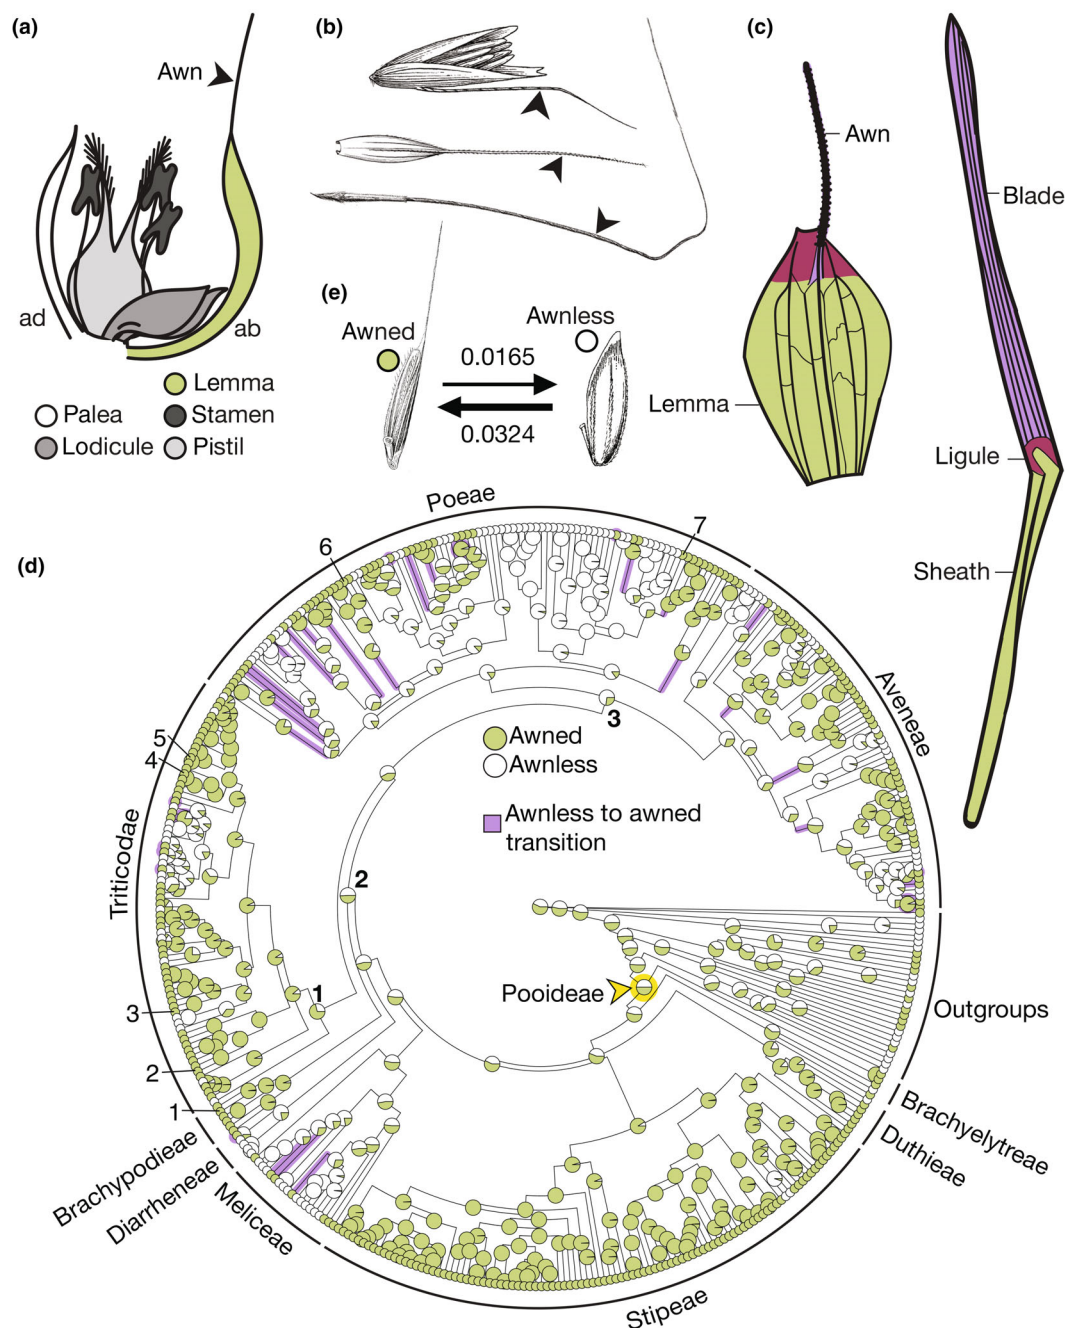 (a)
Awn
ad
ab
Lemma
Palea
Stamen
Lodicule
Pistil
(b)
(c)
Awn
Blade
Lemma
Ligule
Sheath
(e)
Awned
Awnless
0.0165
0.0324
(d)
Poeae
6
7
Aveneae
5
4
Triticodae
3
Awned
Awnless
Awnless to awned
transition
2
1
Pooideae
3
Outgroups
2
1
Brachypodieae
Diarrheneae
Meliceae
Brachyelytreae
Duthieae
Stipeae